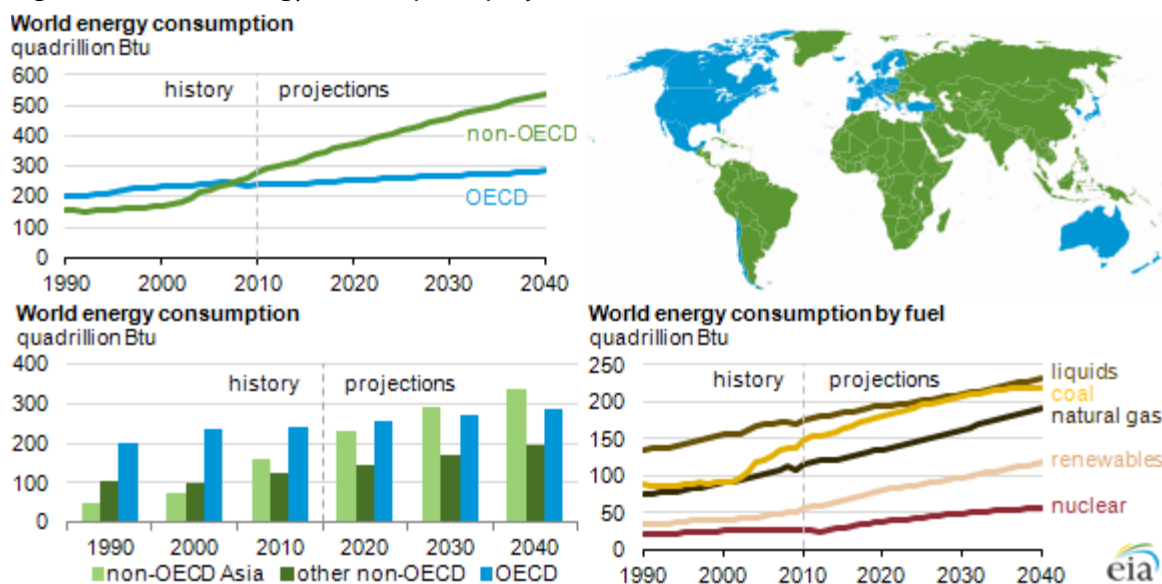 World energy consumption
quadrillion Btu
600
500
400
300
200
100
0
history
projections
non-OECD
OECD
1990 2000 2010 2020 2030 2040
World energy consumption
quadrillion Btu
400
300
200
100
0
history
projections
1990 2000 2010 2020 2030 2040
non-OECD Asia other non-OECD OECD
World energy consumption by fuel
quadrillion Btu
250
200
150
100
50
0
history
projections
liquids
coal
natural gas
renewables
nuclear
1990 2000 2010 2020 2030 2040
eia